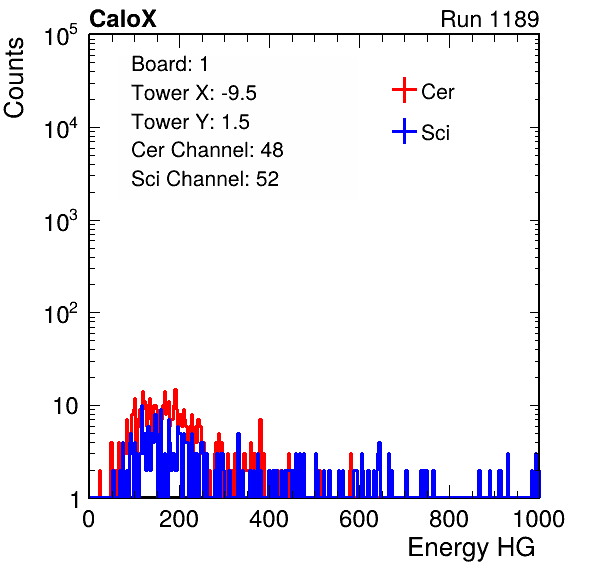 CaloX Run 1189
Counts
10^5
10^4
10^3
10^2
10
1
Board: 1
Tower X: -9.5
Tower Y: 1.5
Cer Channel: 48
Sci Channel: 52
Cer
Sci
0 200 400 600 800 1000
Energy HG